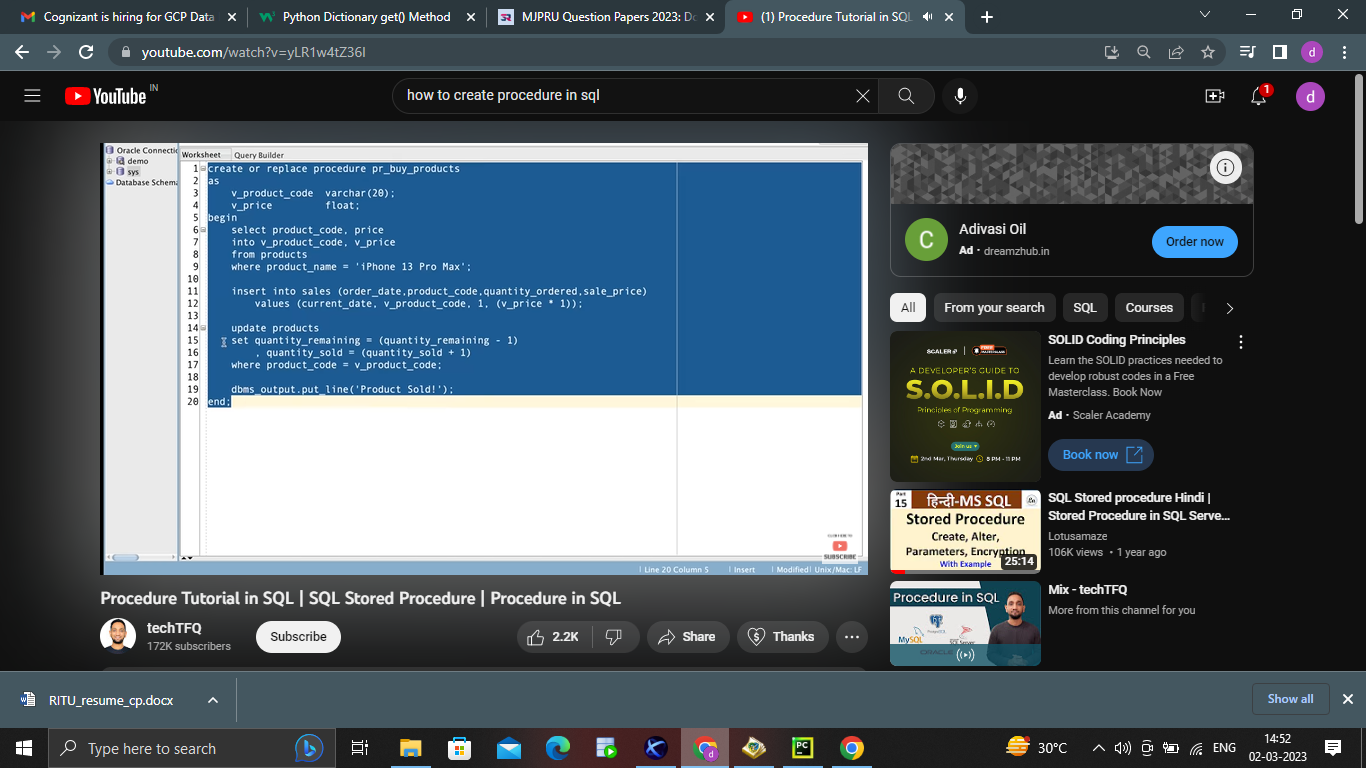 Cognizant is hiring for GCP Data
Python Dictionary get() Method
MJPRU Question Papers 2023: Do
(1) Procedure Tutorial in SQL
youtube.com/watch?v=yLR1w4tZ36I
d
YouTube IN
how to create procedure in sql
1
d
Oracle Connectio
demo
sys
Database Schema
Worksheet Query Builder
1 create or replace procedure pr_buy_products
2 as
3 v_product_code varchar(20);
4 v_price float;
5 begin
6 select product_code, price
7 into v_product_code, v_price
8 from products
9 where product_name = 'iPhone 13 Pro Max';
10
11 insert into sales (order_date,product_code,quantity_ordered,sale_price)
12 values (current_date, v_product_code, 1, (v_price * 1));
13
14 update products
15 set quantity_remaining = (quantity_remaining - 1)
16 , quantity_sold = (quantity_sold + 1)
17 where product_code = v_product_code;
18
19 dbms_output.put_line('Product Sold!');
20 end;
SUBSCRIBE
Line 20 Column 5 Insert Modified Unix/Mac: LF
Procedure Tutorial in SQL | SQL Stored Procedure | Procedure in SQL
techTFQ
172K subscribers
Subscribe
2.2K
Share
Thanks
C
Adivasi Oil
Ad • dreamzhub.in
Order now
All
From your search
SQL
Courses
SCALER
MASTERCLASS
A DEVELOPER'S GUIDE TO
S.O.L.I.D
Principles of Programming
Join us
2nd Mar, Thursday 8 PM - 11 PM
SOLID Coding Principles
Learn the SOLID practices needed to
develop robust codes in a Free
Masterclass. Book Now
Ad • Scaler Academy
Book now
Part
15
हिन्दी-MS SQL
Stored Procedure
Create, Alter,
Parameters, Encryption
With Example
25:14
SQL Stored procedure Hindi |
Stored Procedure in SQL Serve...
Lotusamaze
106K views • 1 year ago
Procedure in SQL
MySQL
PostgreSQL
SQL Server
ORACLE
Mix - techTFQ
More from this channel for you
RITU_resume_cp.docx
Show all
Type here to search
d
PC
30°C
ENG
14:52
02-03-2023